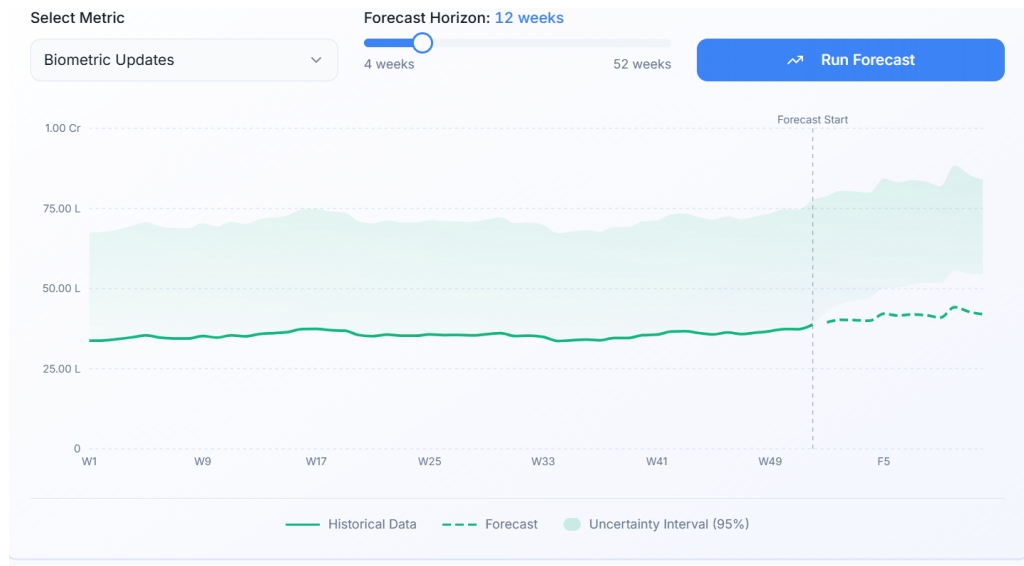 Select Metric
Forecast Horizon: 12 weeks
Biometric Updates
4 weeks
52 weeks
Run Forecast
Forecast Start
1.00 Cr
75.00 L
50.00 L
25.00 L
0
W1 W9 W17 W25 W33 W41 W49 F5
Historical Data Forecast Uncertainty Interval (95%)